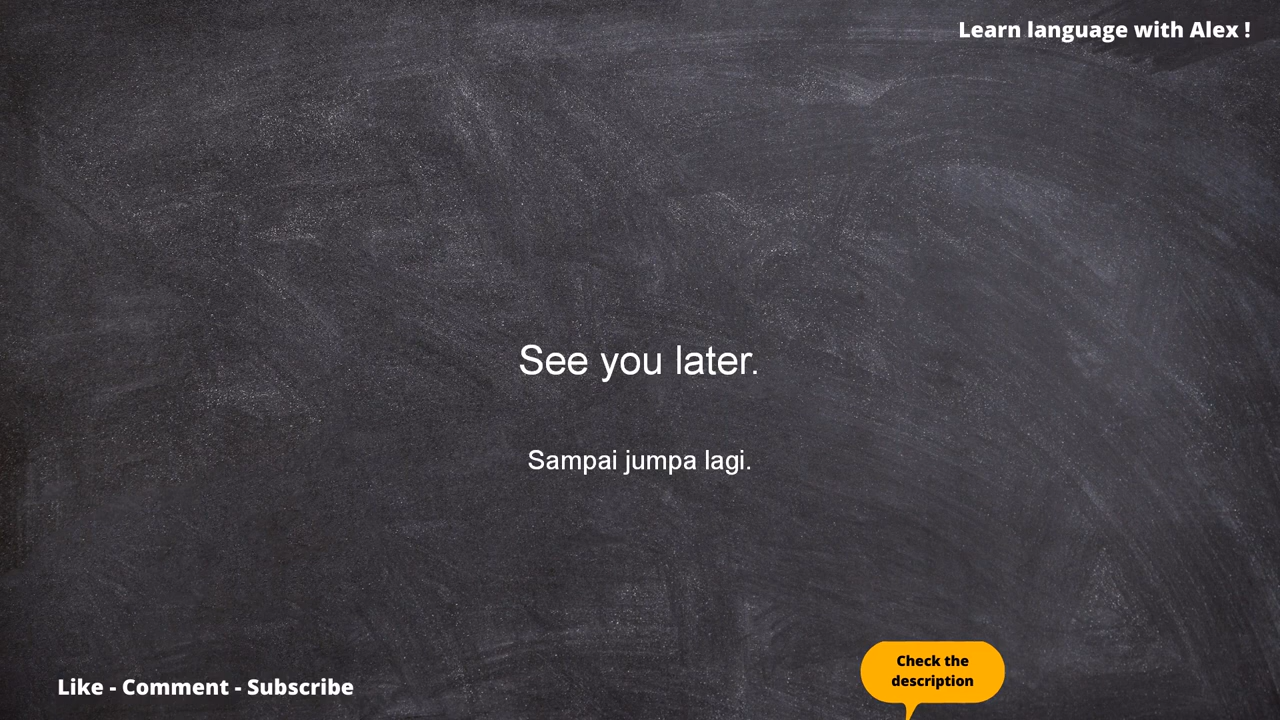 Learn language with Alex !
See you later.
Sampai jumpa lagi.
Like - Comment - Subscribe
Check the
description